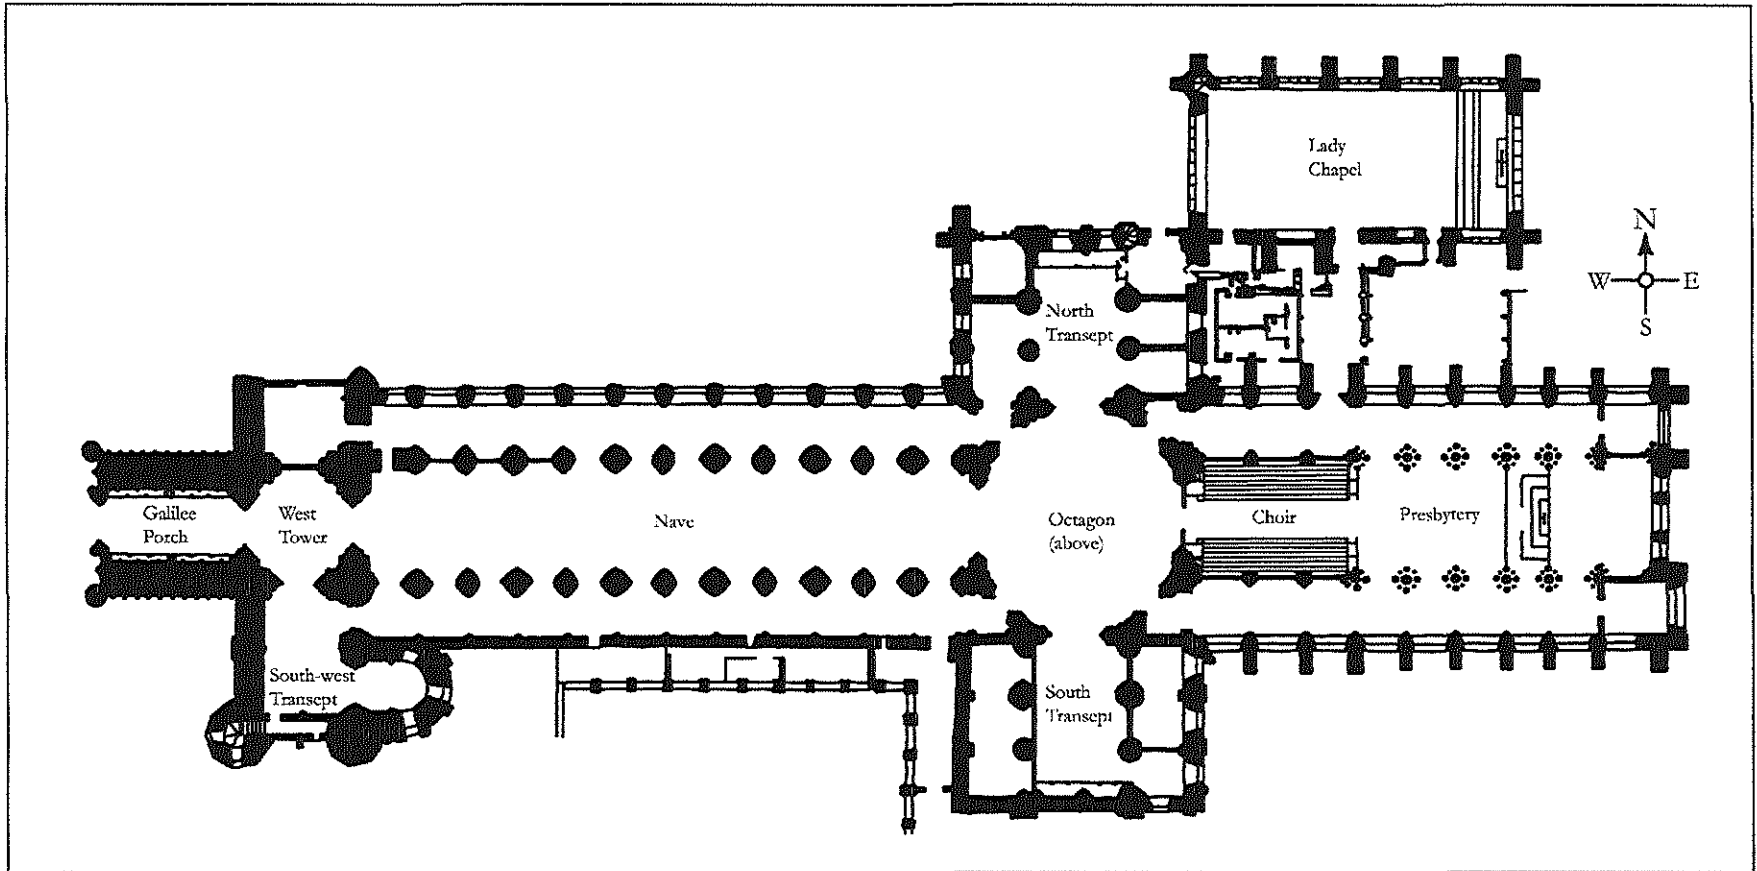 Lady
Chapel
N
W E
S
North
Transept
Galilee
Porch
West
Tower
Nave
Octagon
(above)
Choir
Presbytery
South-west
Transept
South
Transept